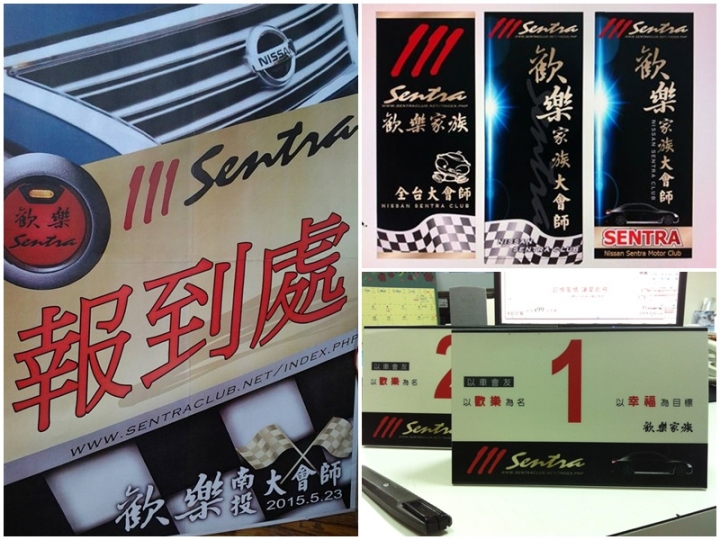 NISSAN
歡樂
Sentra
Sentra
報到處
WWW.SENTRACLUB.NET/INDEX.PHP
歡樂南投大會師
2015.5.23
Sentra
WWW.SENTRACLUB.NET/INDEX.PHP
歡樂家族
全台大會師
NISSAN SENTRA CLUB
Sentra
歡樂家族大會師
NISSAN
SENTRA CLUB
Sentra
歡樂家族大會師
NISSAN SENTRA CLUB
SENTRA
Nissan Sentra Motor Club
2
以車會友
以歡樂為名
Sentra
1
以車會友
以歡樂為名
以幸福為目標
歡樂家族
Sentra